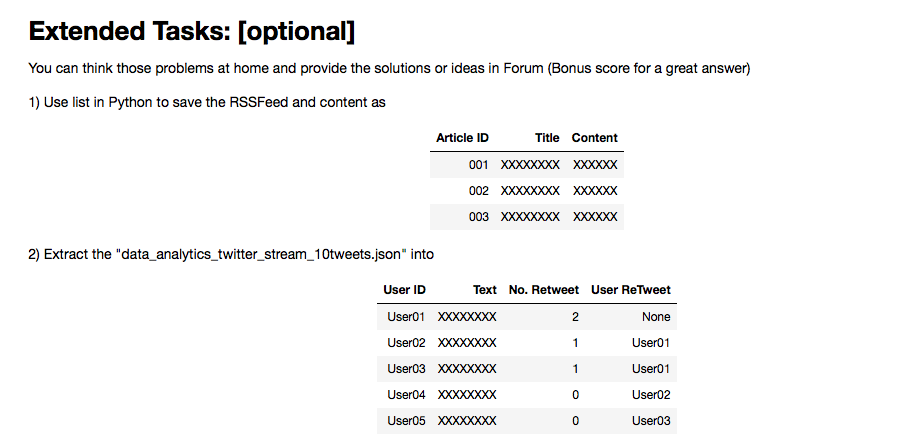 Extended Tasks: [optional]
You can think those problems at home and provide the solutions or ideas in Forum (Bonus score for a great answer)
1) Use list in Python to save the RSSFeed and content as
Article ID Title Content
001 XXXXXXXX XXXXXX
002 XXXXXXXX XXXXXX
003 XXXXXXXX XXXXXX
2) Extract the "data_analytics_twitter_stream_10tweets.json" into
User ID Text No. Retweet User ReTweet
User01 XXXXXXXX 2 None
User02 XXXXXXXX 1 User01
User03 XXXXXXXX 1 User01
User04 XXXXXXXX 0 User02
User05 XXXXXXXX 0 User03